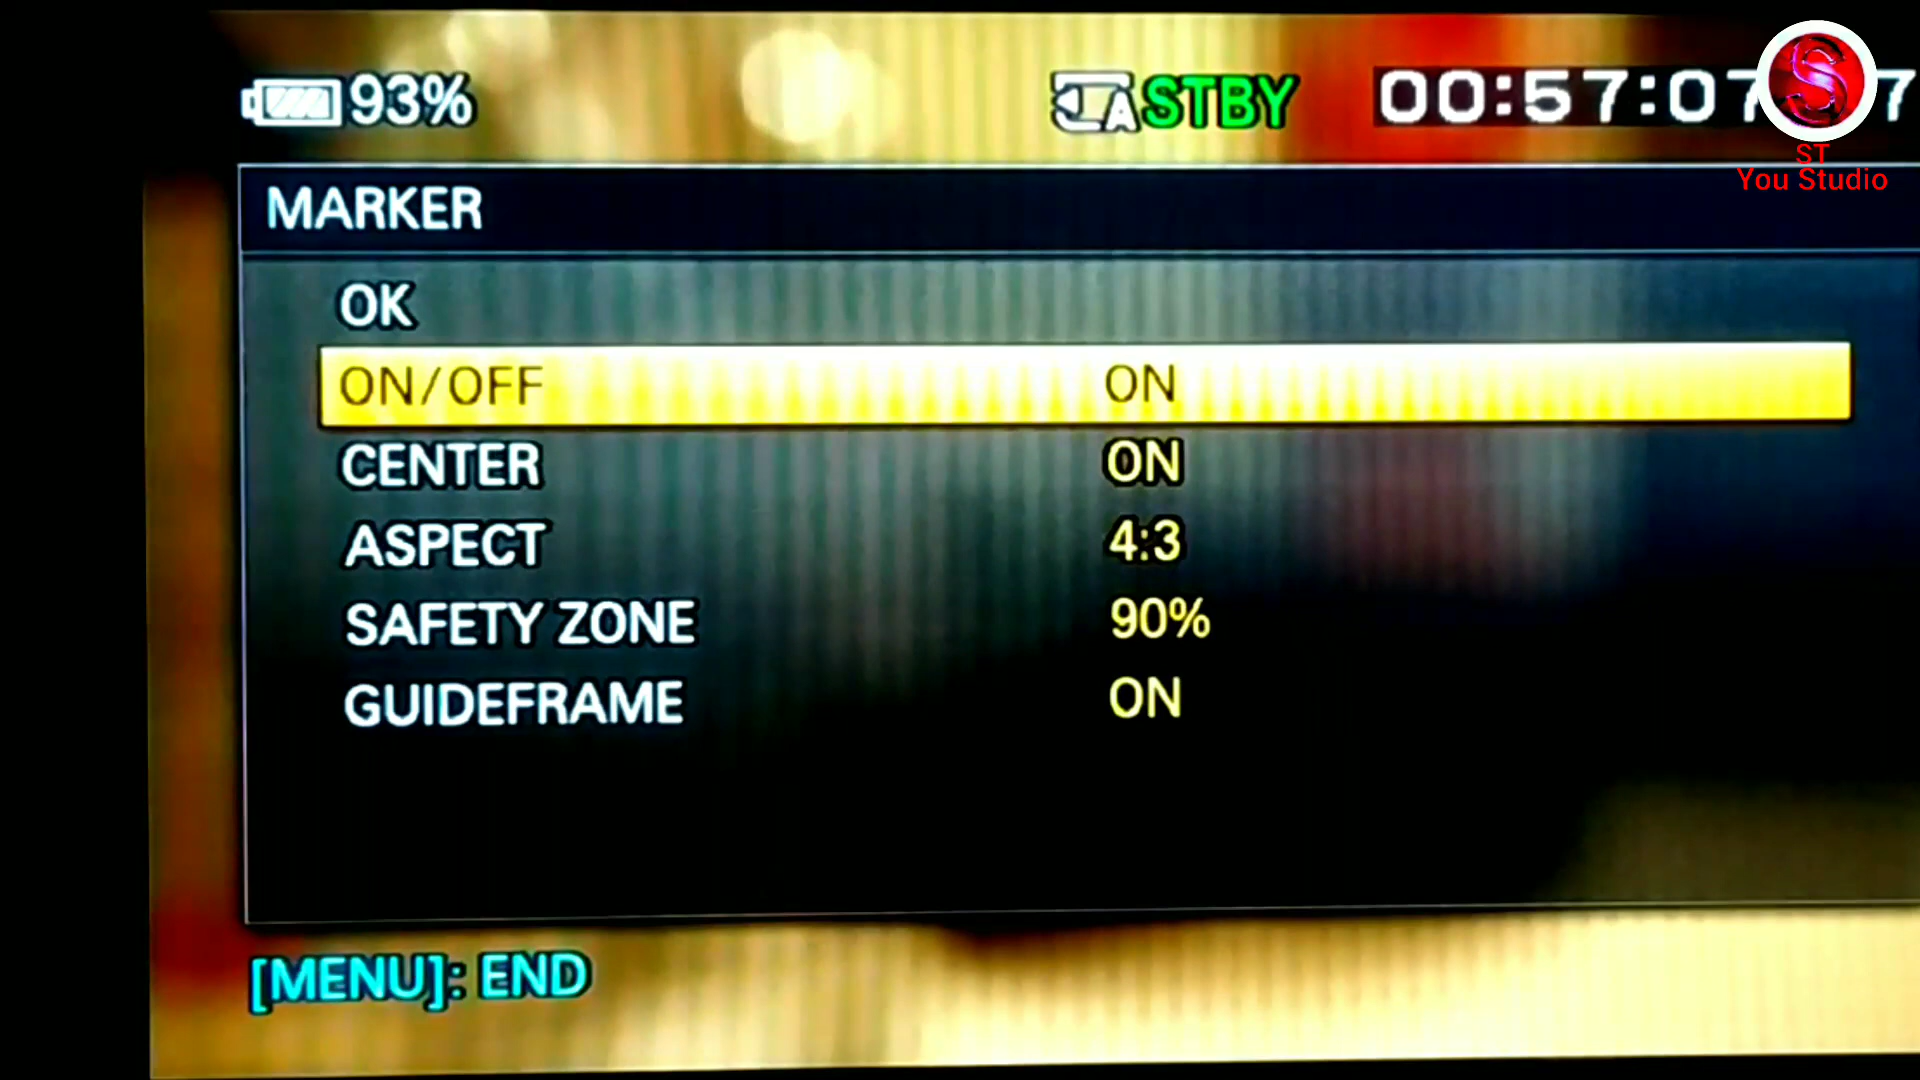 93% A STBY 00:57:07
ST
You Studio
MARKER
OK
ON/OFF ON
CENTER ON
ASPECT 4:3
SAFETY ZONE 90%
GUIDEFRAME ON
[MENU]: END